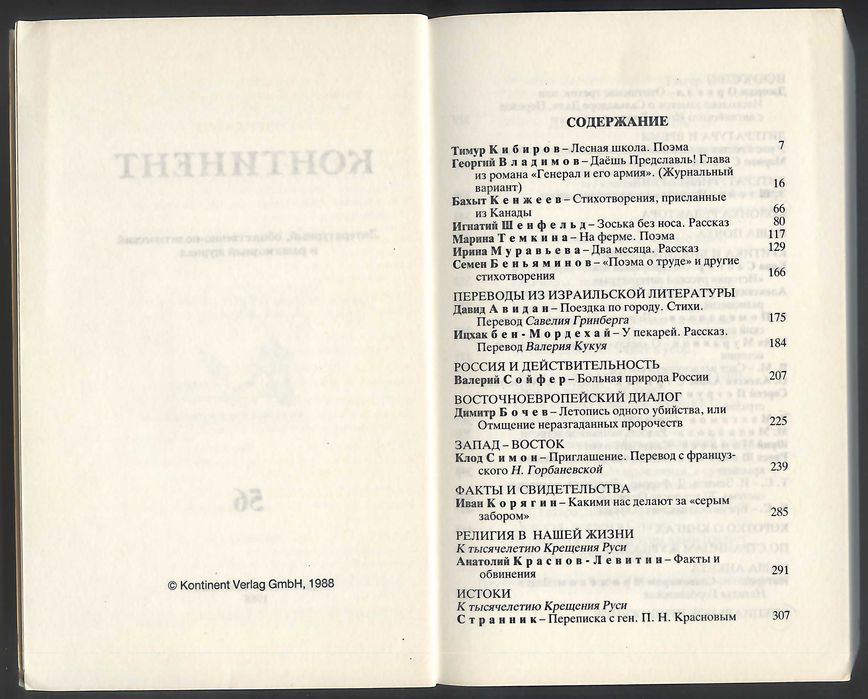 © Kontinent Verlag GmbH, 1988
СОДЕРЖАНИЕ
Тимур Кибиров – Лесная школа. Поэма 7
Георгий Владимов – Даёшь Предславль! Глава
из романа «Генерал и его армия». (Журнальный
вариант) 16
Бахыт Кенжеев – Стихотворения, присланные
из Канады 66
Игнатий Шенфельд – Зоська без носа. Рассказ 80
Марина Темкина – На ферме. Поэма 117
Ирина Муравьева – Два месяца. Рассказ 129
Семен Беньяминов – «Поэма о труде» и другие
стихотворения 166
ПЕРЕВОДЫ ИЗ ИЗРАИЛЬСКОЙ ЛИТЕРАТУРЫ
Давид Авидан – Поездка по городу. Стихи.
Перевод Савелия Гринберга 175
Ицхак бен-Мордехай – У пекарей. Рассказ.
Перевод Валерия Кукуя 184
РОССИЯ И ДЕЙСТВИТЕЛЬНОСТЬ
Валерий Сойфер – Больная природа России 207
ВОСТОЧНОЕВРОПЕЙСКИЙ ДИАЛОГ
Димитр Бочев – Летопись одного убийства, или
Отмщение неразгаданных пророчеств 225
ЗАПАД – ВОСТОК
Клод Симон – Приглашение. Перевод с француз-
ского Н. Горбаневской 239
ФАКТЫ И СВИДЕТЕЛЬСТВА
Иван Корягин – Какими нас делают за «серым
забором» 285
РЕЛИГИЯ В НАШЕЙ ЖИЗНИ
К тысячелетию Крещения Руси
Анатолий Краснов-Левитин – Факты и
обвинения 291
ИСТОКИ
К тысячелетию Крещения Руси
Странник – Переписка с ген. П. Н. Красновым 307